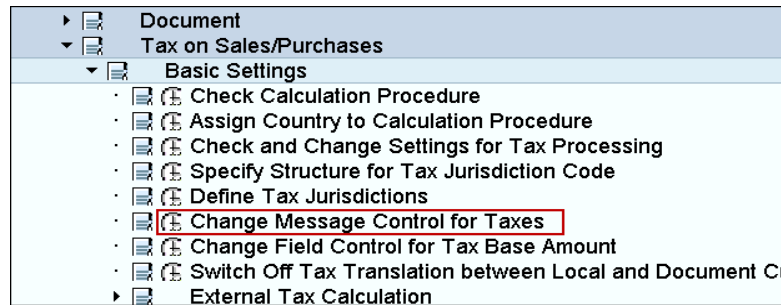 Document
Tax on Sales/Purchases
Basic Settings
Check Calculation Procedure
Assign Country to Calculation Procedure
Check and Change Settings for Tax Processing
Specify Structure for Tax Jurisdiction Code
Define Tax Jurisdictions
Change Message Control for Taxes
Change Field Control for Tax Base Amount
Switch Off Tax Translation between Local and Document
External Tax Calculation